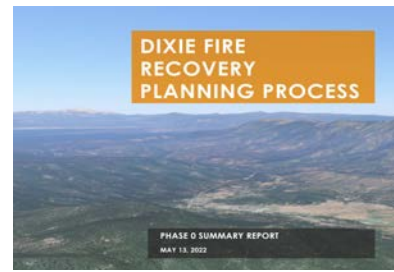 DIXIE FIRE
RECOVERY
PLANNING PROCESS
PHASE 0 SUMMARY REPORT
MAY 13, 2022